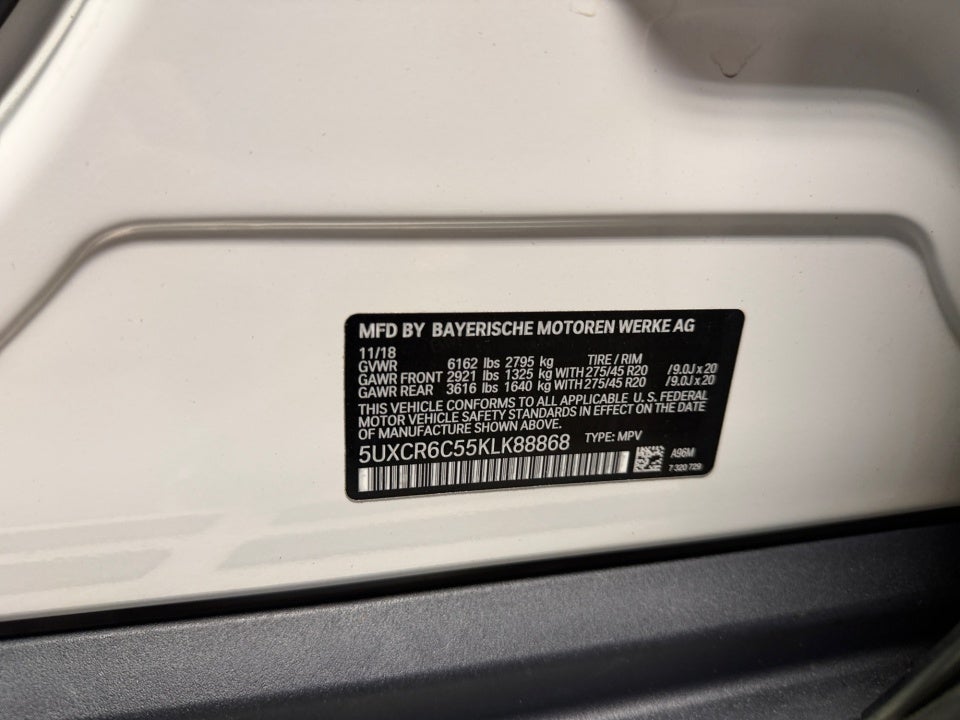 MFD BY BAYERISCHE MOTOREN WERKE AG
11/18
GVWR 6162 lbs 2795 kg TIRE / RIM
GAWR FRONT 2921 lbs 1325 kg WITH 275/45 R20 /9.0J x 20
GAWR REAR 3616 lbs 1640 kg WITH 275/45 R20 /9.0J x 20
THIS VEHICLE CONFORMS TO ALL APPLICABLE U. S. FEDERAL
MOTOR VEHICLE SAFETY STANDARDS IN EFFECT ON THE DATE
OF MANUFACTURE SHOWN ABOVE.
5UXCR6C55KLK88868 TYPE: MPV
A96M
7 320 729